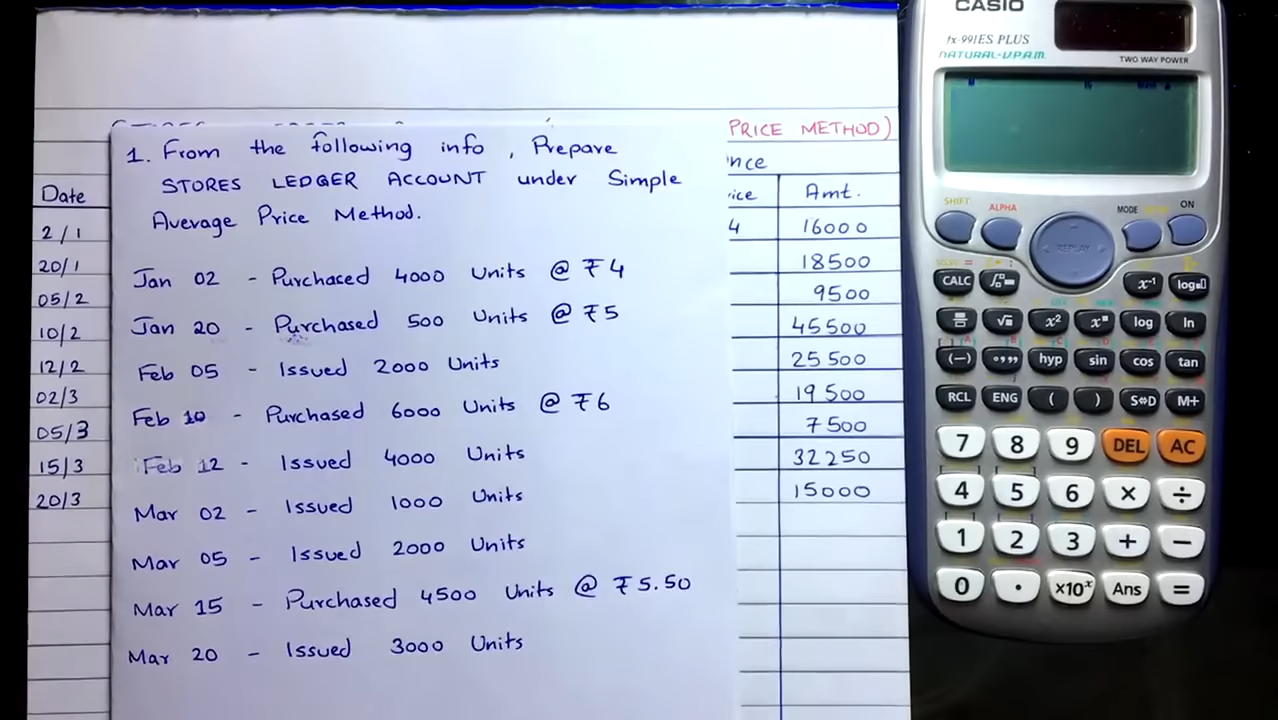 PRICE METHOD)
1. From the following info, Prepare
STORES LEDGER ACCOUNT under Simple
Average Price Method.
Jan 02 - Purchaced 4000 Units @ ₹4
Jan 20 - Purchased 500 Units @ ₹5
Feb 05 - Issued 2000 Units
Feb 10 - Purchased 6000 Units @ ₹6
Feb 12 - Issued 4000 Units
Mar 02 - Issued 1000 Units
Mar 05 - Issued 2000 Units
Mar 15 - Purchased 4500 Units @ ₹5.50
Mar 20 - Issued 3000 Units
Date
2/1
20/1
05/2
10/2
12/2
02/3
05/3
15/3
20/3
nce
ice Amt.
4 16000
18500
9500
45500
25500
19500
7500
32250
15000
CASIO
fx-991ES PLUS
NATURAL-V.P.A.M.
TWO WAY POWER
SHIFT ALPHA MODE ON
REPLAY
CALC x⁻¹ log
√ x² log ln
(−) hyp sin cos tan
RCL ENG ( ) S⇔D M+
7 8 9 DEL AC
4 5 6 × ÷
1 2 3 + −
0 . ×10ˣ Ans =